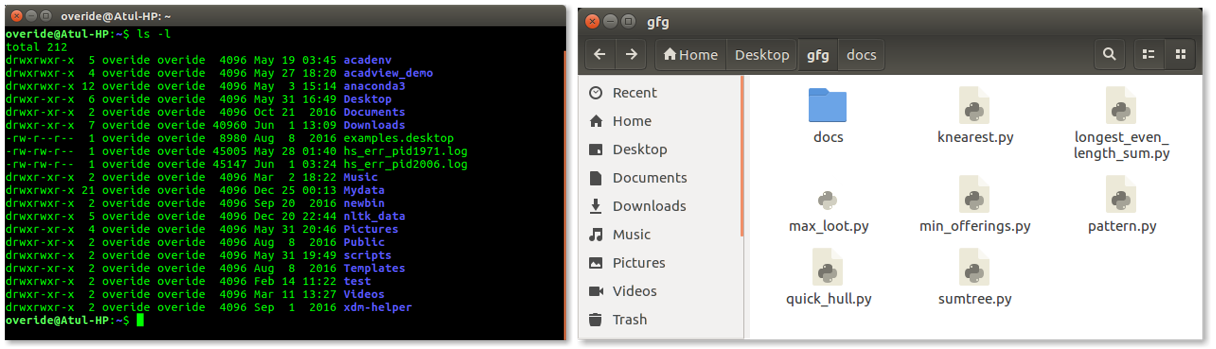 overide@Atul-HP: ~
overide@Atul-HP:~$ ls -l
total 212
drwxrwxr-x  5 overide overide  4096 May 19 03:45 acadenv
drwxrwxr-x  4 overide overide  4096 May 27 18:20 acadview_demo
drwxrwxr-x 12 overide overide  4096 May  3 15:14 anaconda3
drwxr-xr-x  6 overide overide  4096 May 31 16:49 Desktop
drwxr-xr-x  2 overide overide  4096 Oct 21  2016 Documents
drwxr-xr-x  7 overide overide 40960 Jun  1 13:09 Downloads
-rw-r--r--  1 overide overide  8980 Aug  8  2016 examples.desktop
-rw-rw-r--  1 overide overide 45005 May 28 01:40 hs_err_pid1971.log
-rw-rw-r--  1 overide overide 45147 Jun  1 03:24 hs_err_pid2006.log
drwxr-xr-x  2 overide overide  4096 Mar  2 18:22 Music
drwxrwxr-x 21 overide overide  4096 Dec 25 00:13 Mydata
drwxrwxr-x  2 overide overide  4096 Sep 20  2016 newbin
drwxrwxr-x  5 overide overide  4096 Dec 20 22:44 nltk_data
drwxr-xr-x  4 overide overide  4096 May 31 20:46 Pictures
drwxr-xr-x  2 overide overide  4096 Aug  8  2016 Public
drwxrwxr-x  2 overide overide  4096 May 31 19:49 scripts
drwxr-xr-x  2 overide overide  4096 Aug  8  2016 Templates
drwxrwxr-x  2 overide overide  4096 Feb 14 11:22 test
drwxr-xr-x  2 overide overide  4096 Mar 11 13:27 Videos
drwxrwxr-x  2 overide overide  4096 Sep  1  2016 xdm-helper
overide@Atul-HP:~$
gfg
Home Desktop gfg docs
Recent
Home
Desktop
Documents
Downloads
Music
Pictures
Videos
Trash
docs
knearest.py
longest_even_
length_sum.py
max_loot.py
min_offerings.py
pattern.py
quick_hull.py
sumtree.py